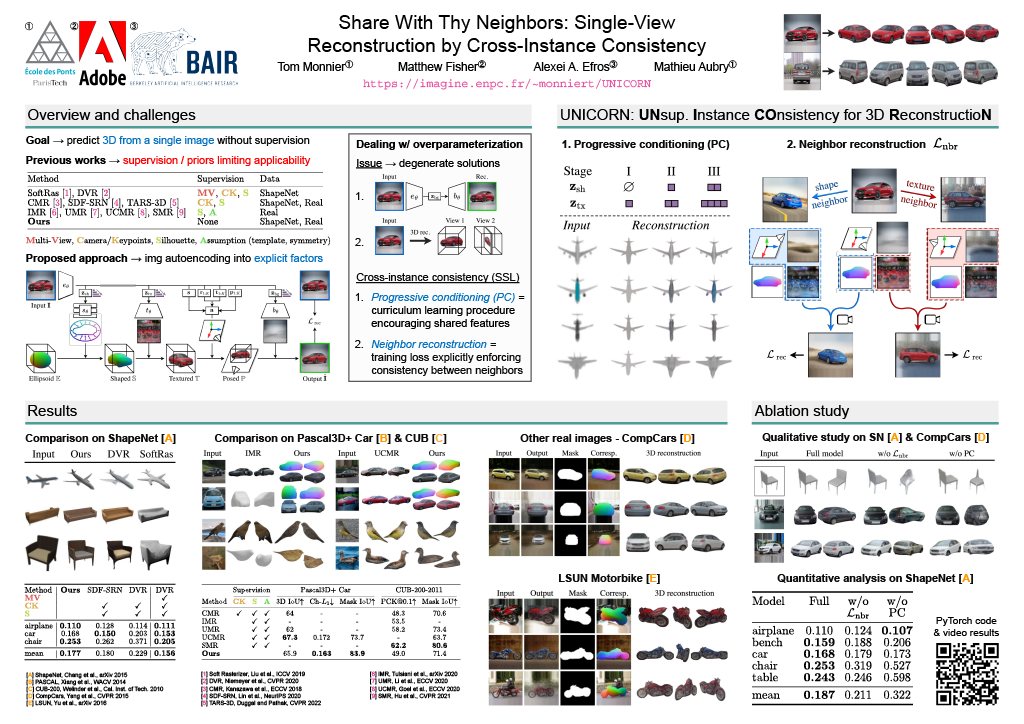 ① ② ③
École des Ponts
ParisTech
Adobe
BAIR
BERKELEY ARTIFICIAL INTELLIGENCE RESEARCH
Share With Thy Neighbors: Single-View
Reconstruction by Cross-Instance Consistency
Tom Monnier① Matthew Fisher② Alexei A. Efros③ Mathieu Aubry①
https://imagine.enpc.fr/~monniert/UNICORN
Overview and challenges
Goal → predict 3D from a single image without supervision
Previous works → supervision / priors limiting applicability
Method Supervision Data
SoftRas [1], DVR [2] MV, CK, S ShapeNet
CMR [3], SDF-SRN [4], TARS-3D [5] CK, S ShapeNet, Real
IMR [6], UMR [7], UCMR [8], SMR [9] S, A Real
Ours None ShapeNet, Real
Multi-View, Camera/Keypoints, Silhouette, Assumption (template, symmetry)
Proposed approach → img autoencoding into explicit factors
Input I
ℒ rec
Ellipsoid E Shaped S Textured T Posed P Output Î
Dealing w/ overparameterization
Issue → degenerate solutions
Input Rec.
1.
Input View 1 View 2
2. 3D rec.
Cross-instance consistency (SSL)
1. Progressive conditioning (PC) =
curriculum learning procedure
encouraging shared features
2. Neighbor reconstruction =
training loss explicitly enforcing
consistency between neighbors
UNICORN: UNsup. Instance COnsistency for 3D ReconstructioN
1. Progressive conditioning (PC)
Stage I II III
z_sh ∅
z_tx
Input Reconstruction
2. Neighbor reconstruction ℒ_nbr
shape neighbor
texture neighbor
ℒ rec
ℒ rec
Results
Comparison on ShapeNet [A]
Input Ours DVR SoftRas
Method Ours SDF-SRN DVR DVR
MV ✓
CK ✓ ✓ ✓
S ✓ ✓ ✓
airplane 0.110 0.128 0.114 0.111
car 0.168 0.150 0.203 0.153
chair 0.253 0.262 0.371 0.205
mean 0.177 0.180 0.229 0.156
[A] ShapeNet, Chang et al., arXiv 2015
[B] PASCAL, Xiang et al., WACV 2014
[C] CUB-200, Welinder et al., Cal. Inst. of Tech. 2010
[D] CompCars, Yang et al., CVPR 2015
[E] LSUN, Yu et al., arXiv 2016
Comparison on Pascal3D+ Car [B] & CUB [C]
Input IMR Ours Input UCMR Ours
Supervision Pascal3D+ Car CUB-200-2011
Method CK S A 3D IoU↑ Ch-L₁↓ Mask IoU↑ PCK@0.1↑ Mask IoU↑
CMR ✓ ✓ ✓ 64 - - 48.3 70.6
IMR ✓ ✓ - - - 53.5 -
UMR ✓ ✓ 62 - - 58.2 73.4
UCMR ✓ ✓ 67.3 0.172 73.7 - 63.7
SMR ✓ ✓ - - - 62.2 80.6
Ours 65.9 0.163 83.9 49.0 71.4
[1] Soft Rasterizer, Liu et al., ICCV 2019
[2] DVR, Niemeyer et al., CVPR 2020
[3] CMR, Kanazawa et al., ECCV 2018
[4] SDF-SRN, Lin et al., NeurIPS 2020
[5] TARS-3D, Duggal and Pathak, CVPR 2022
[6] IMR, Tulsiani et al., arXiv 2020
[7] UMR, Li et al., ECCV 2020
[8] UCMR, Goel et al., ECCV 2020
[9] SMR, Hu et al., CVPR 2021
Other real images - CompCars [D]
Input Output Mask Corresp. 3D reconstruction
LSUN Motorbike [E]
Input Output Mask Corresp. 3D reconstruction
Ablation study
Qualitative study on SN [A] & CompCars [D]
Input Full model w/o ℒ_nbr w/o PC
Quantitative analysis on ShapeNet [A]
Model Full w/o ℒ_nbr w/o PC
airplane 0.110 0.124 0.107
bench 0.159 0.188 0.206
car 0.168 0.179 0.173
chair 0.253 0.319 0.527
table 0.243 0.246 0.598
mean 0.187 0.211 0.322
PyTorch code
& video results